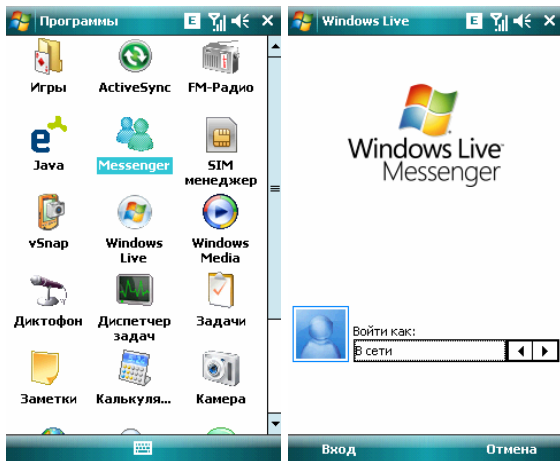 Программы
E
Игры
ActiveSync
FM-Радио
Java
Messenger
SIM
менеджер
vSnap
Windows
Live
Windows
Media
Диктофон
Диспетчер
задач
Задачи
Заметки
Калькуля...
Камера
Windows Live
E
Windows Live
Messenger
Войти как:
В сети
Вход
Отмена